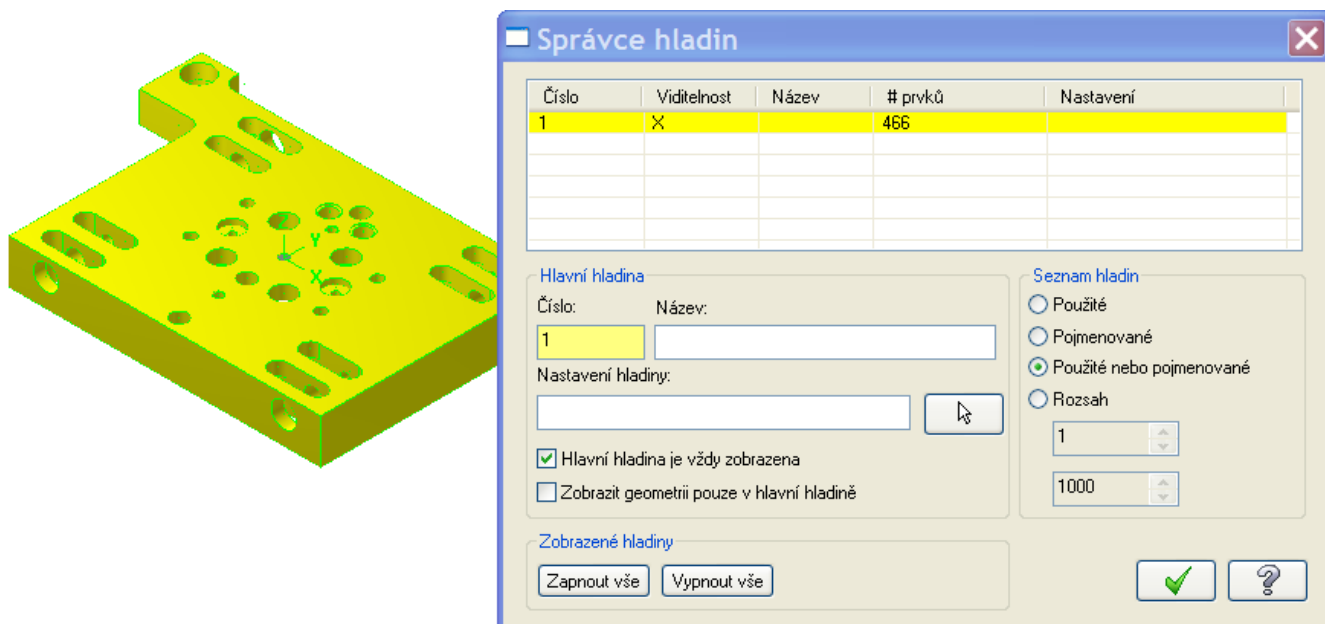 Správce hladin
Číslo Viditelnost Název # prvků Nastavení
1 X 466
Hlavní hladina
Číslo: Název:
1
Nastavení hladiny:
Hlavní hladina je vždy zobrazena
Zobrazit geometrii pouze v hlavní hladině
Seznam hladin
Použité
Pojmenované
Použité nebo pojmenované
Rozsah
1
1000
Zobrazené hladiny
Zapnout vše Vypnout vše
Z
Y
X